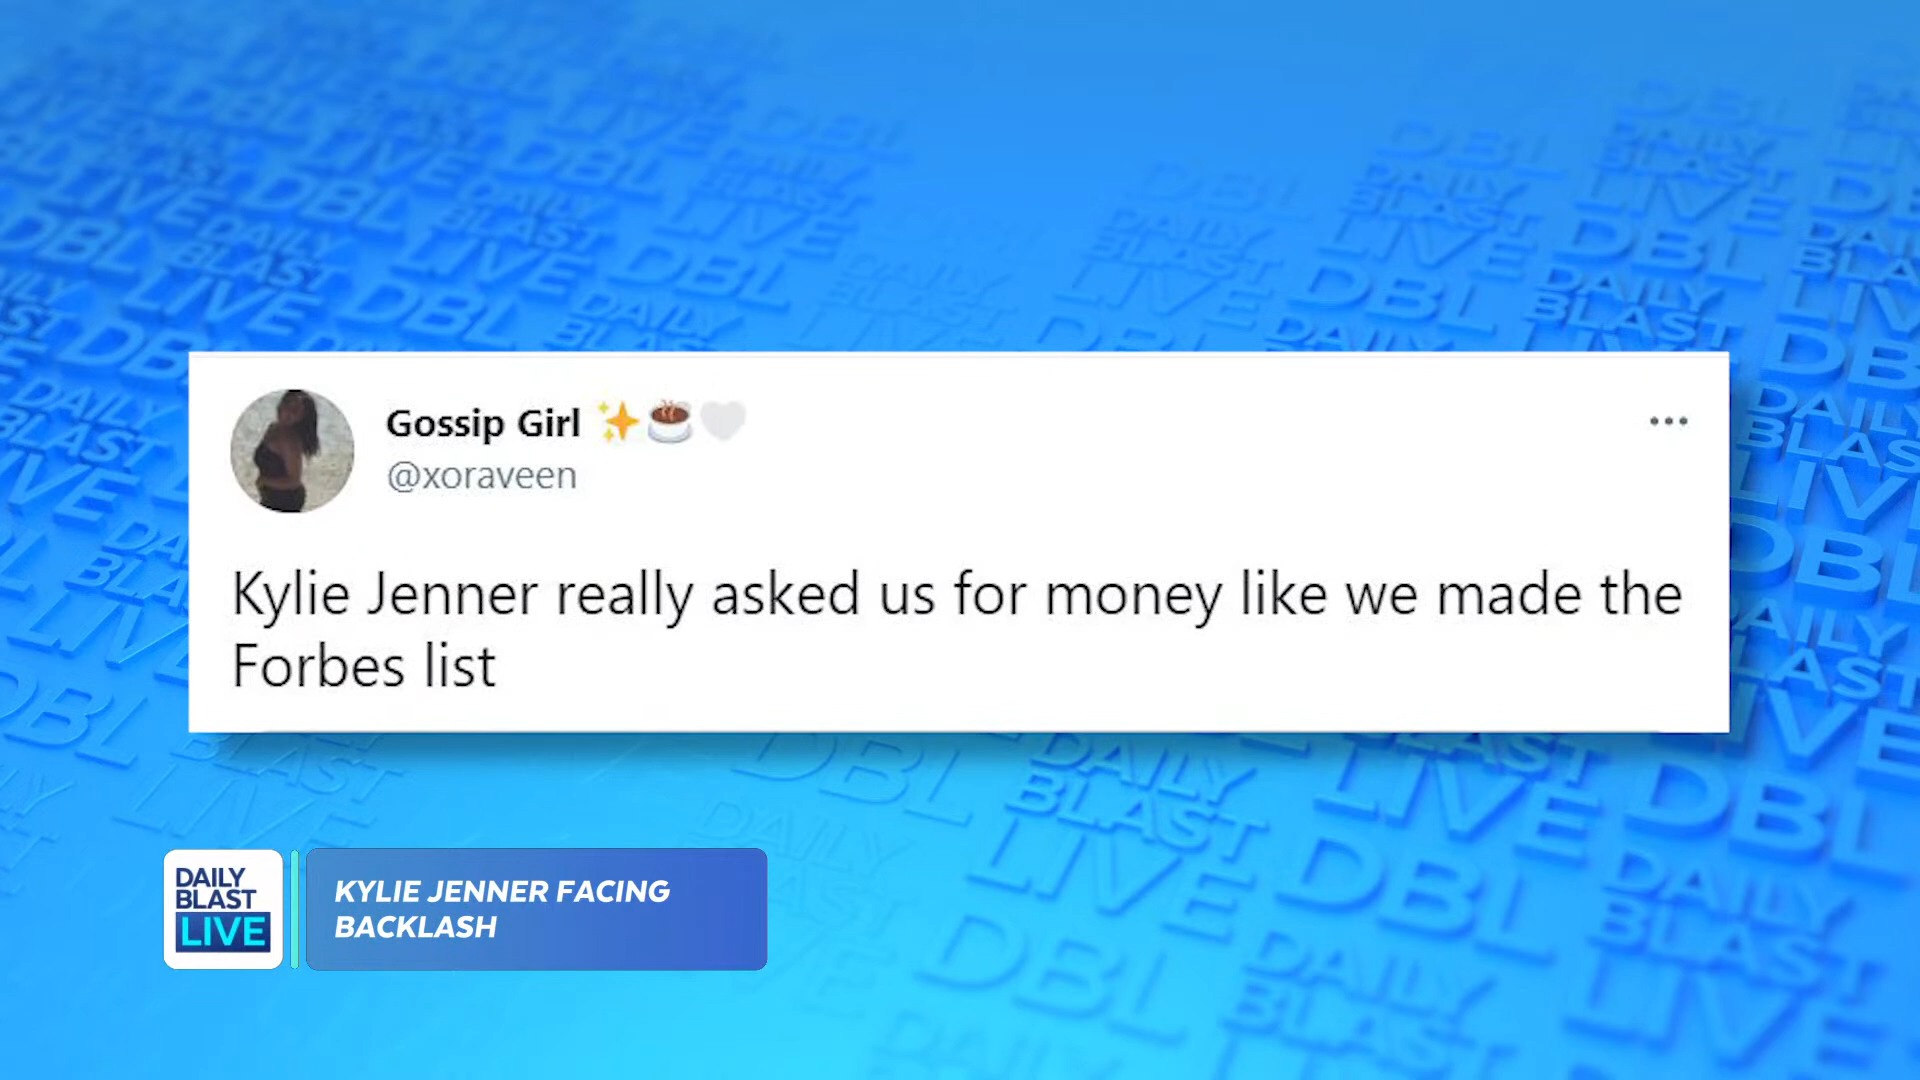 Gossip Girl ✨☕🤍
@xoraveen
Kylie Jenner really asked us for money like we made the
Forbes list
DAILY
BLAST
LIVE
KYLIE JENNER FACING
BACKLASH